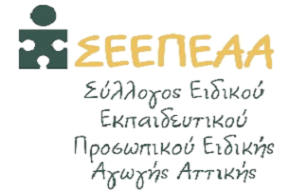 ΣΕΕΠΕΑΑ
Σύλλογος Ειδικού
Εκπαιδευτικού
Προσωπικού Ειδικής
Αγωγής Αττικής